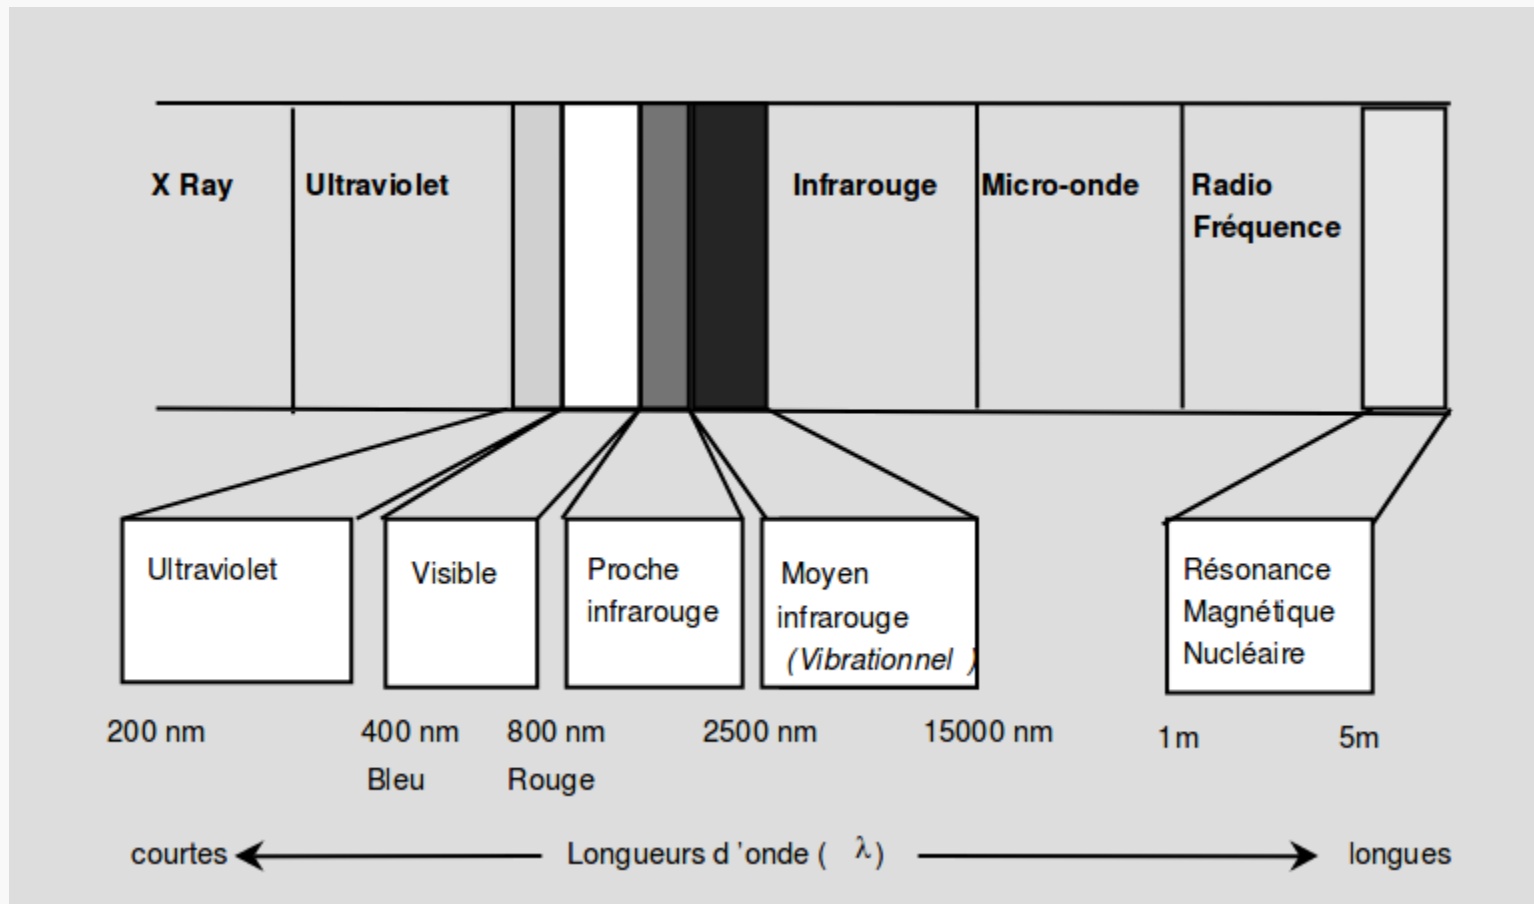 X Ray
Ultraviolet
Infrarouge
Micro-onde
Radio
Fréquence
Ultraviolet
Visible
Proche
infrarouge
Moyen
infrarouge
(Vibrationnel )
Résonance
Magnétique
Nucléaire
200 nm
400 nm
Bleu
800 nm
Rouge
2500 nm
15000 nm
1m
5m
courtes
Longueurs d 'onde ( λ)
longues